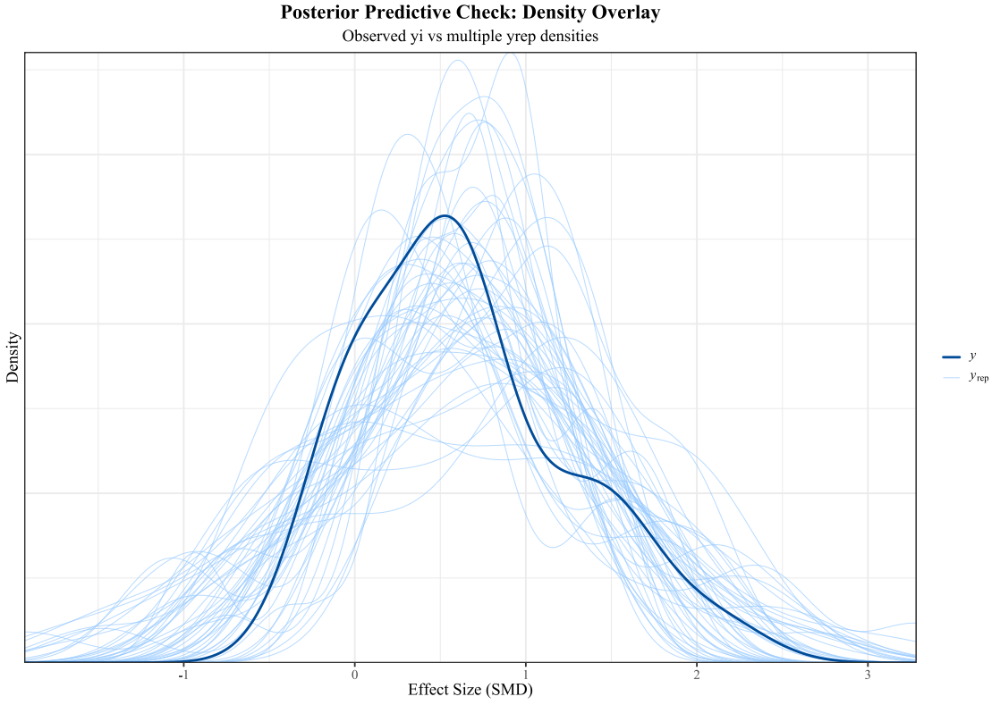 Posterior Predictive Check: Density Overlay
Observed yi vs multiple yrep densities
Density
y
yrep
-1 0 1 2 3
Effect Size (SMD)